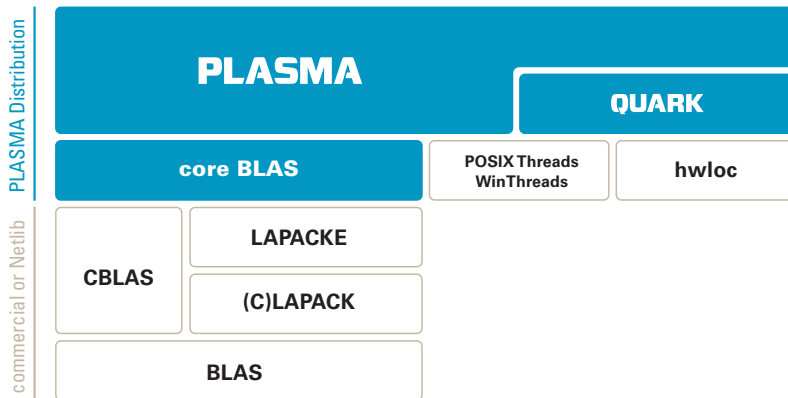 PLASMA Distribution
PLASMA
QUARK
core BLAS
POSIX Threads
WinThreads
hwloc
commercial or Netlib
CBLAS
LAPACKE
(C)LAPACK
BLAS